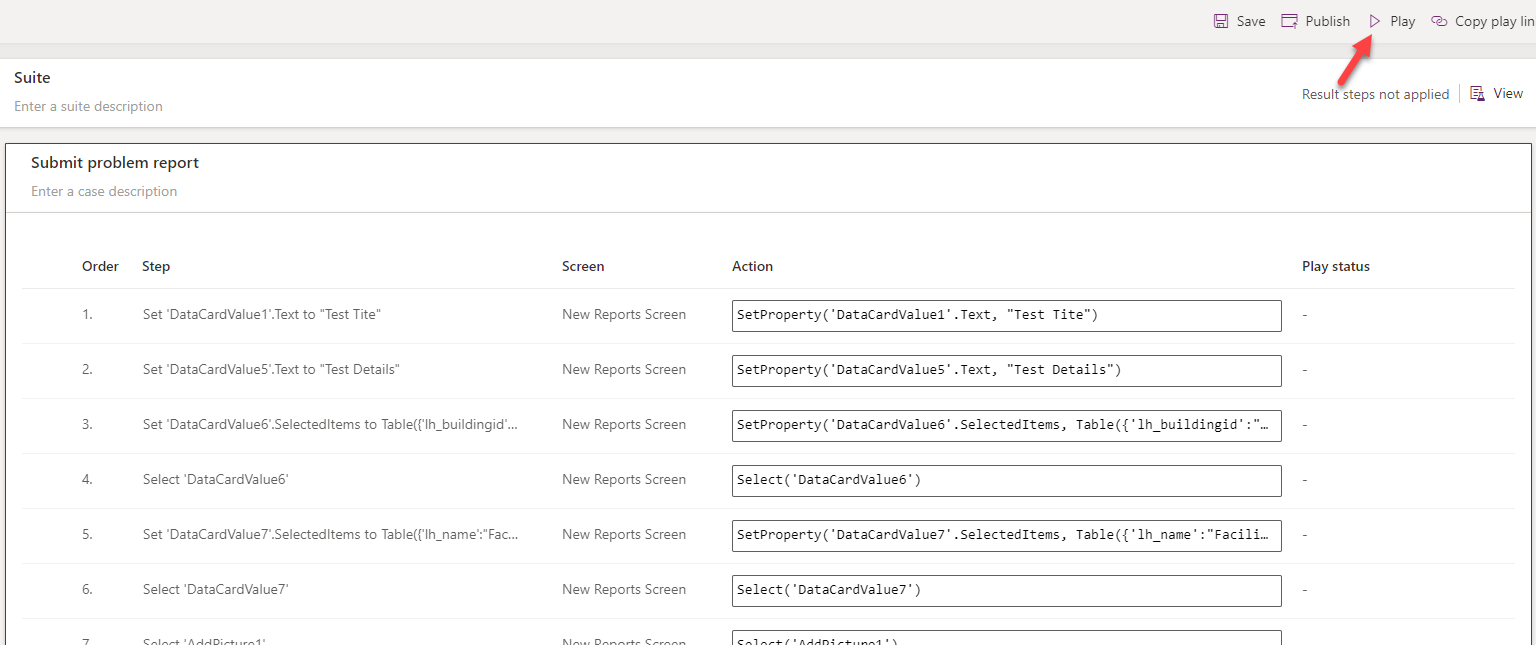 Save Publish Play Copy play lin
Suite
Enter a suite description
Result steps not applied View
Submit problem report
Enter a case description
Order Step Screen Action Play status
1. Set 'DataCardValue1'.Text to "Test Tite" New Reports Screen SetProperty('DataCardValue1'.Text, "Test Tite") -
2. Set 'DataCardValue5'.Text to "Test Details" New Reports Screen SetProperty('DataCardValue5'.Text, "Test Details") -
3. Set 'DataCardValue6'.SelectedItems to Table({'lh_buildingid'... New Reports Screen SetProperty('DataCardValue6'.SelectedItems, Table({'lh_buildingid':"… -
4. Select 'DataCardValue6' New Reports Screen Select('DataCardValue6') -
5. Set 'DataCardValue7'.SelectedItems to Table({'lh_name':"Fac... New Reports Screen SetProperty('DataCardValue7'.SelectedItems, Table({'lh_name':"Facili… -
6. Select 'DataCardValue7' New Reports Screen Select('DataCardValue7') -
7. Select 'AddPicture1' New Reports Screen Select('AddPicture1')